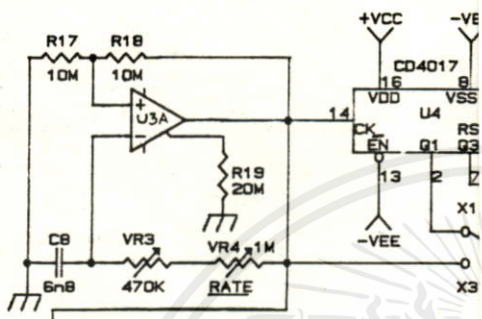 +VCC
-VE
R17
R18
CD4017
10M
10M
16
8
VDD
VSS
U3A
14
U4
CK
EN
Q1
RS
Q3
R19
20M
13
2
7
X1
C8
VR3
VR4
1M
-VEE
6n8
470K
RATE
X3